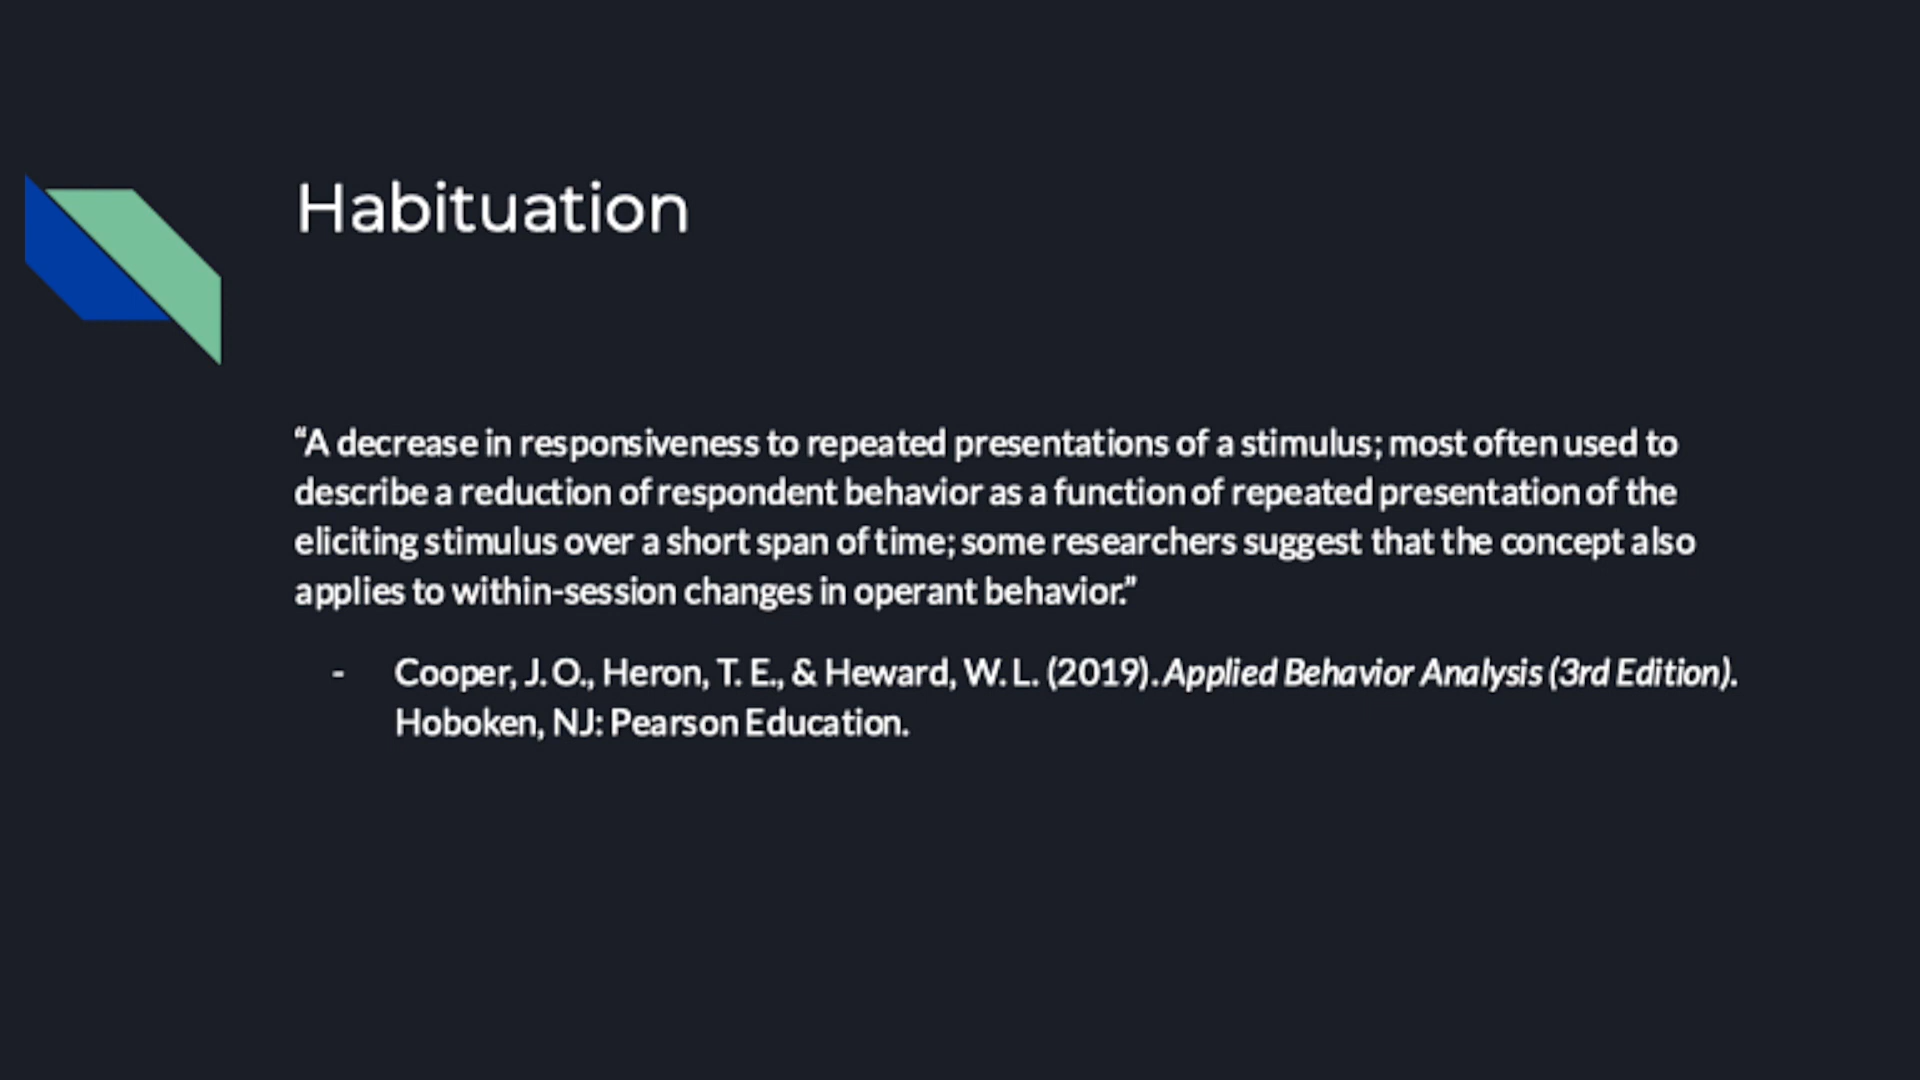 Habituation
“A decrease in responsiveness to repeated presentations of a stimulus; most often used to
describe a reduction of respondent behavior as a function of repeated presentation of the
eliciting stimulus over a short span of time; some researchers suggest that the concept also
applies to within-session changes in operant behavior.”
- Cooper, J. O., Heron, T. E., & Heward, W. L. (2019). Applied Behavior Analysis (3rd Edition).
Hoboken, NJ: Pearson Education.